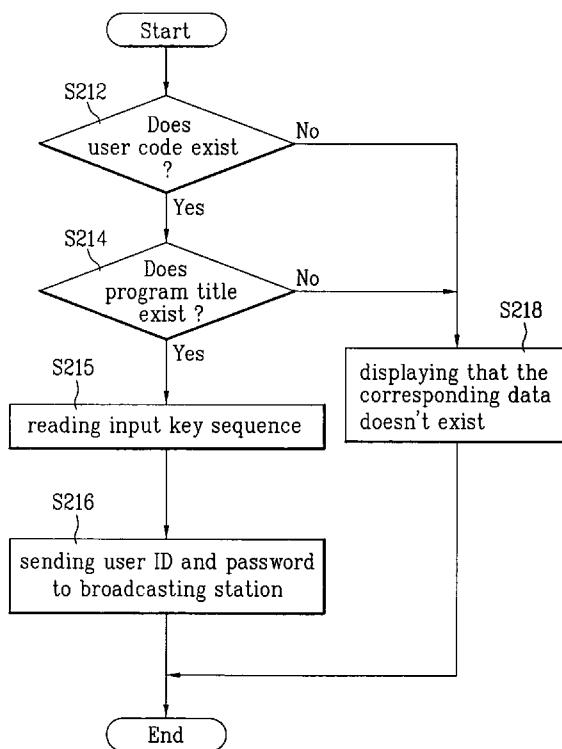 Start
S212
Does
user code exist
?
No
Yes
S214
Does
program title
exist ?
No
Yes
S218
displaying that the
corresponding data
doesn't exist
S215
reading input key sequence
S216
sending user ID and password
to broadcasting station
End